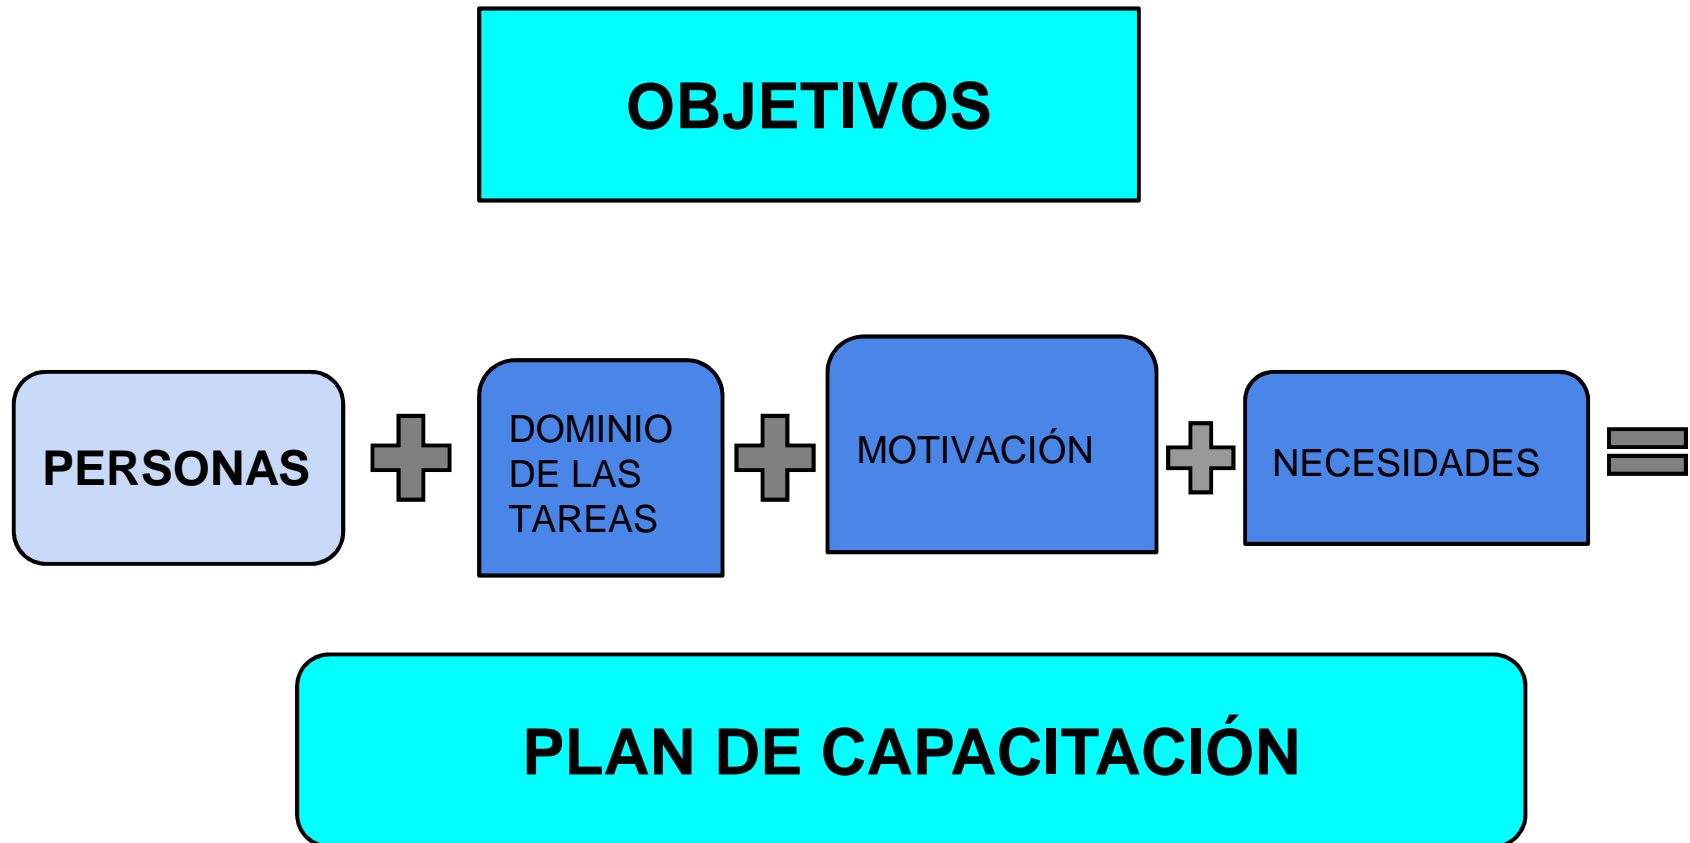 OBJETIVOS
PERSONAS
DOMINIO
DE LAS
TAREAS
MOTIVACIÓN
NECESIDADES
PLAN DE CAPACITACIÓN